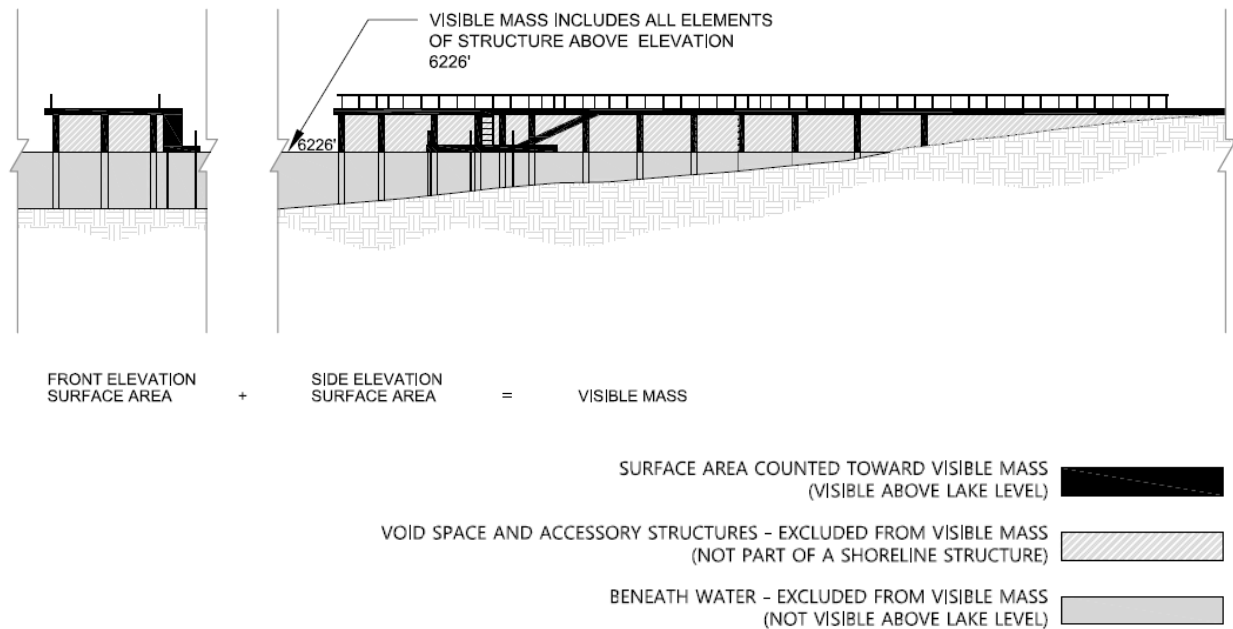 VISIBLE MASS INCLUDES ALL ELEMENTS
OF STRUCTURE ABOVE ELEVATION
6226'
6226'
FRONT ELEVATION
SURFACE AREA
+
SIDE ELEVATION
SURFACE AREA
=
VISIBLE MASS
SURFACE AREA COUNTED TOWARD VISIBLE MASS
(VISIBLE ABOVE LAKE LEVEL)
VOID SPACE AND ACCESSORY STRUCTURES - EXCLUDED FROM VISIBLE MASS
(NOT PART OF A SHORELINE STRUCTURE)
BENEATH WATER - EXCLUDED FROM VISIBLE MASS
(NOT VISIBLE ABOVE LAKE LEVEL)